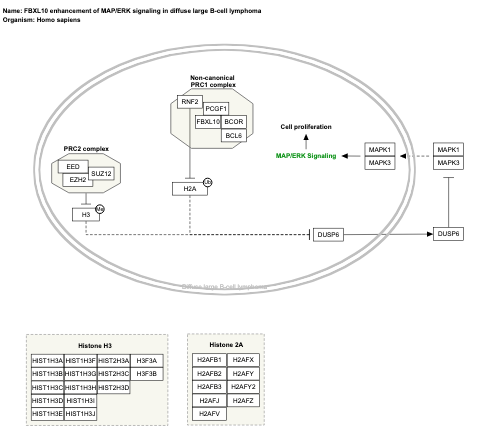 Name: FBXL10 enhancement of MAP/ERK signaling in diffuse large B-cell lymphoma
Organism: Homo sapiens
Non-canonical
PRC1 complex
RNF2
PCGF1
FBXL10 BCOR
BCL6
Cell proliferation
MAP/ERK Signaling
MAPK1
MAPK3
MAPK1
MAPK3
PRC2 complex
EED
SUZ12
EZH2
Me
H3
Ub
H2A
DUSP6
DUSP6
Diffuse large B-cell lymphoma
Histone H3
HIST1H3A HIST1H3F HIST2H3A H3F3A
HIST1H3B HIST1H3G HIST2H3C H3F3B
HIST1H3C HIST1H3H HIST2H3D
HIST1H3D HIST1H3I
HIST1H3E HIST1H3J
Histone 2A
H2AFB1 H2AFX
H2AFB2 H2AFY
H2AFB3 H2AFY2
H2AFJ H2AFZ
H2AFV